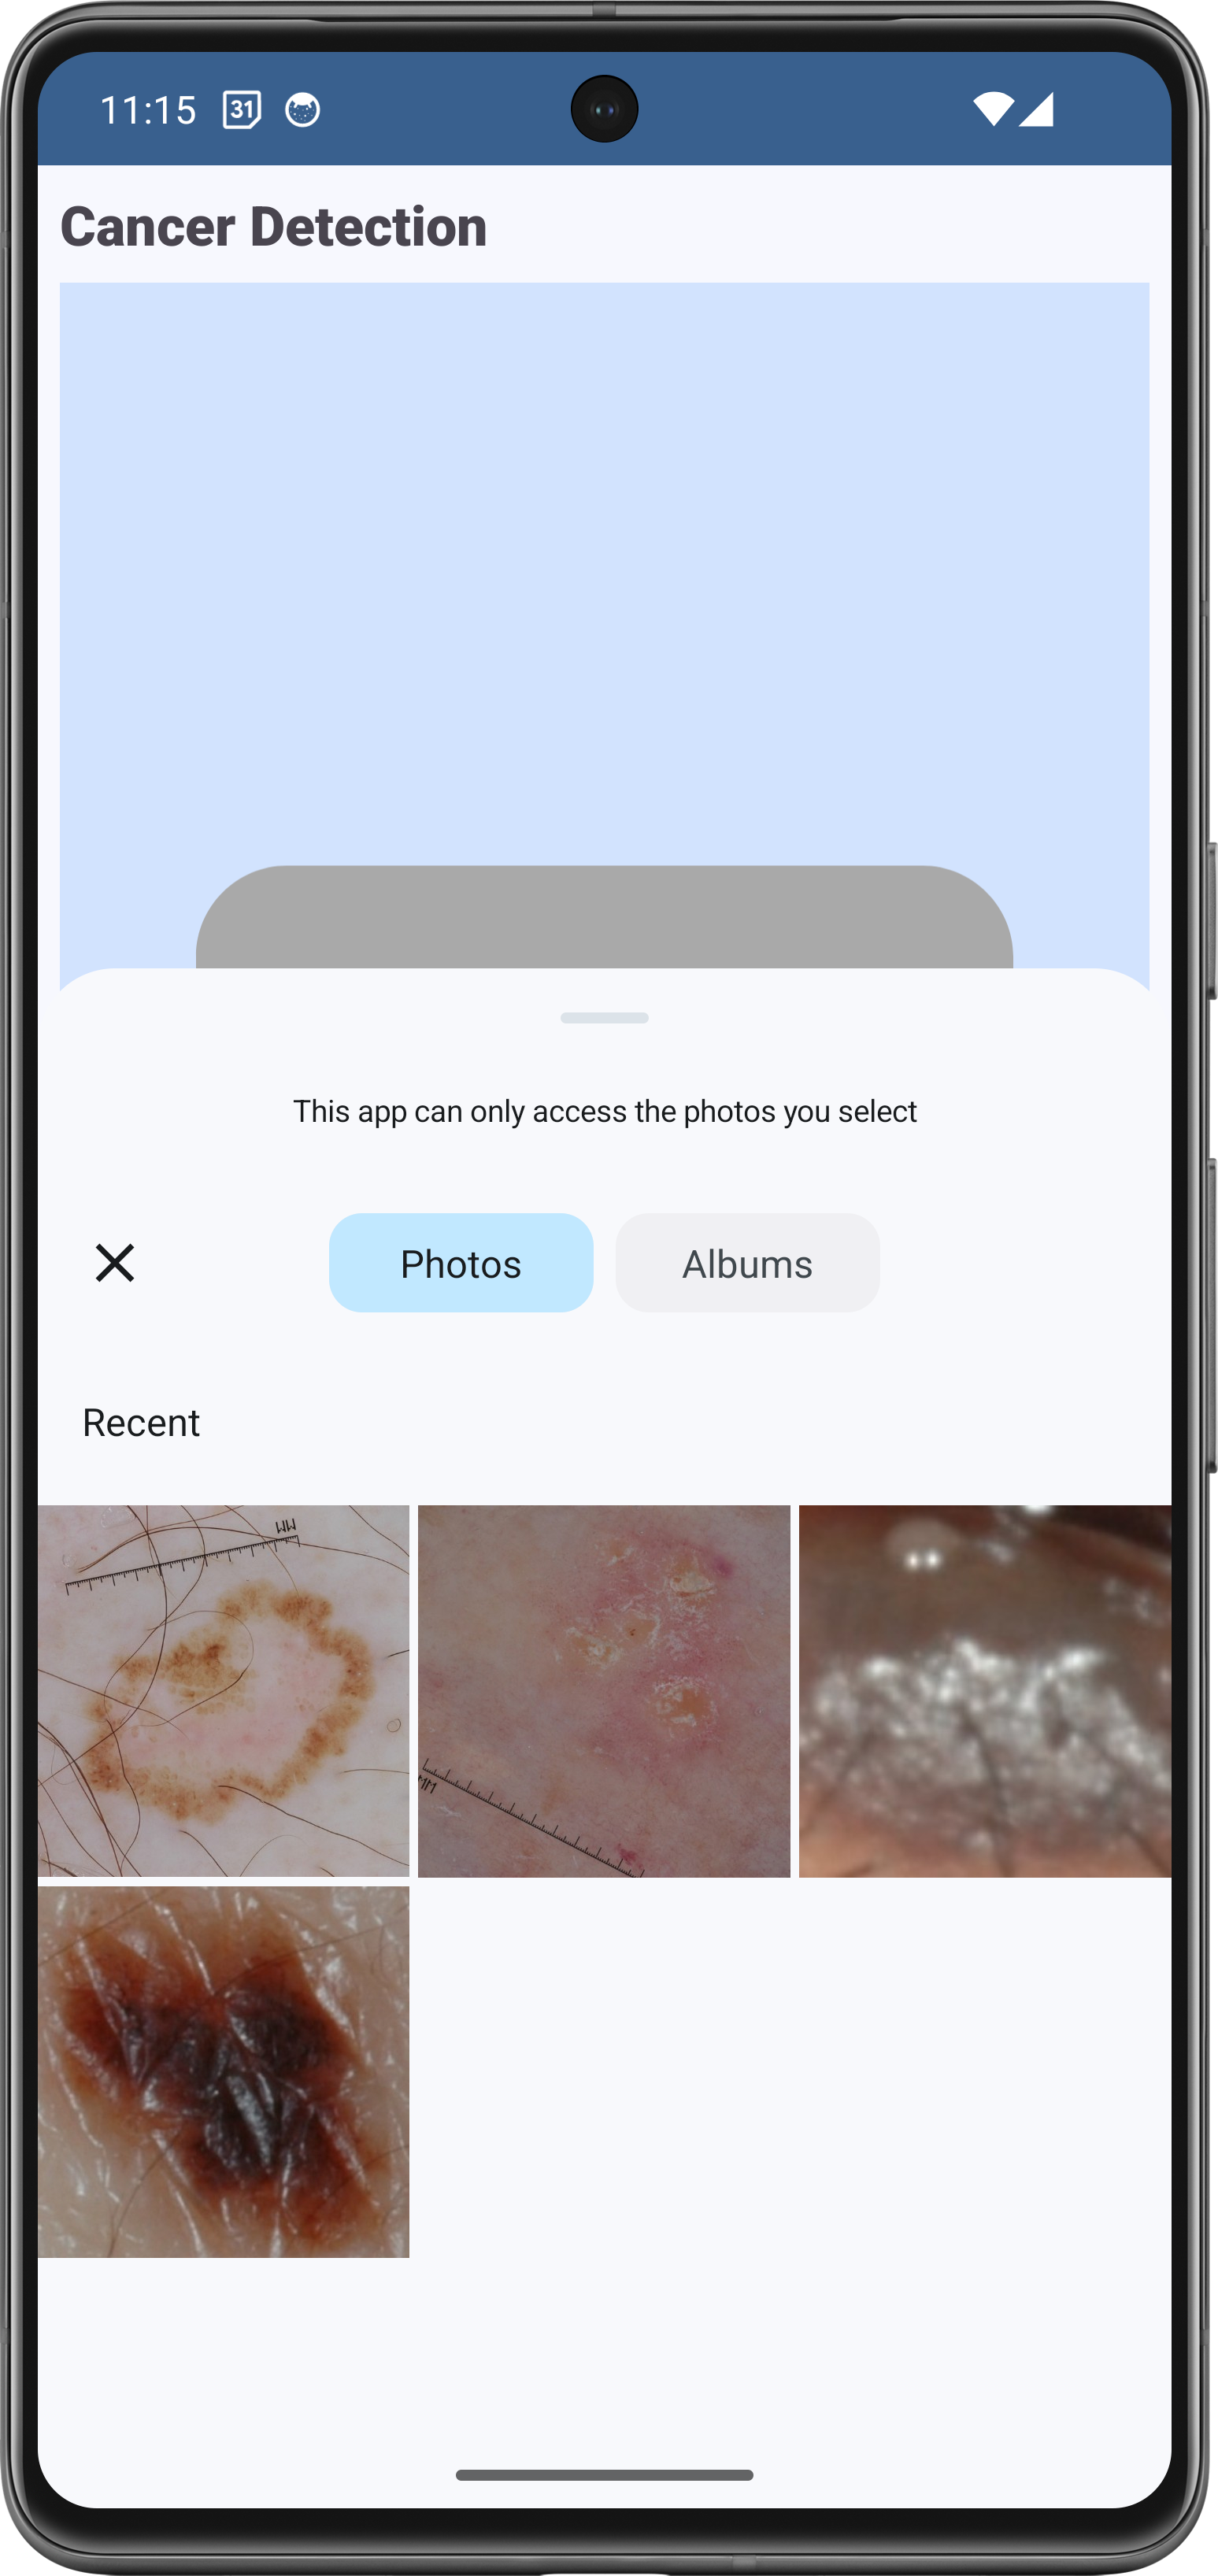 11:15 31
Cancer Detection
This app can only access the photos you select
Photos Albums
Recent
MM
MM